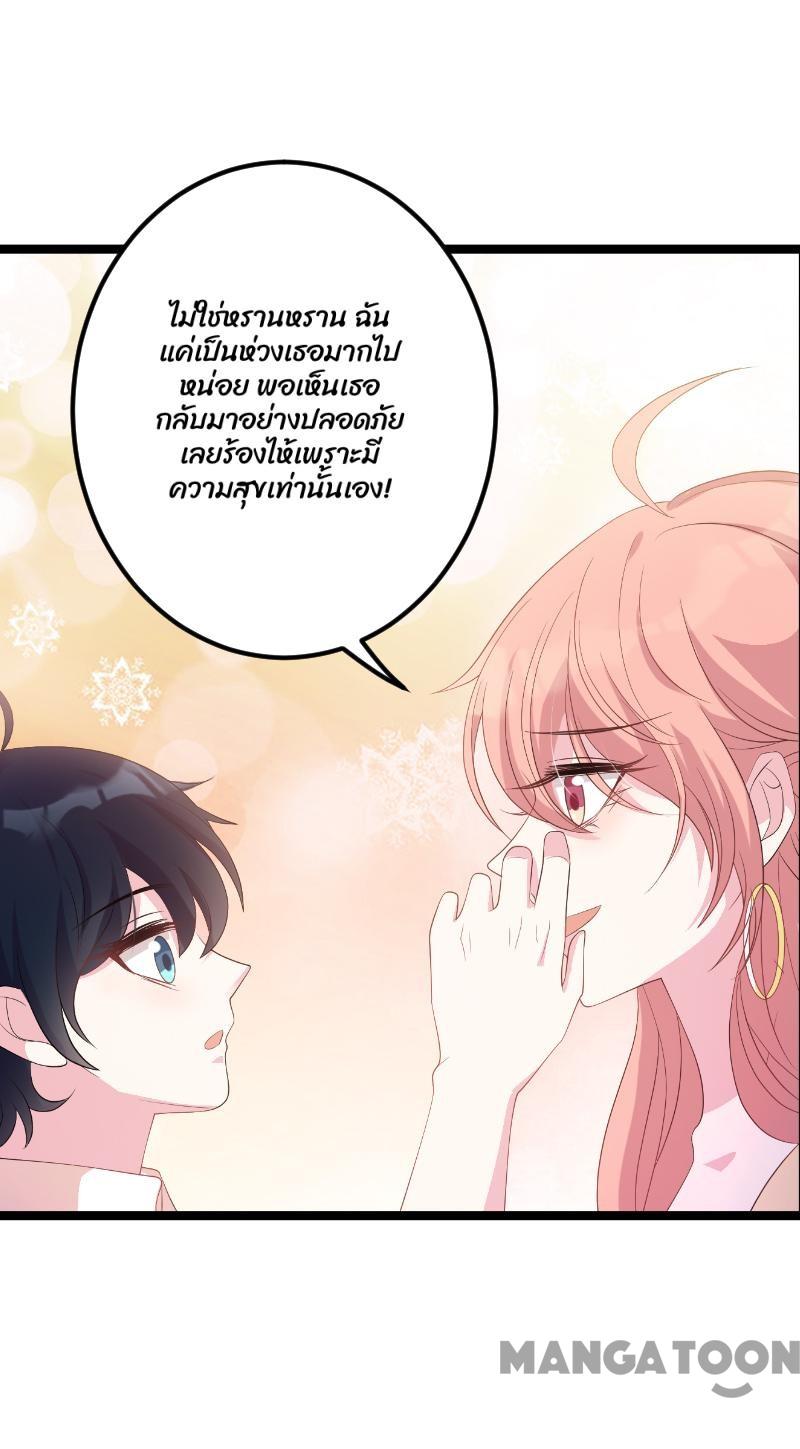 ไม่ใช่หรานหราน ฉัน
แค่เป็นห่วงเธอมากไป
หน่อย พอเห็นเธอ
กลับมาอย่างปลอดภัย
เลยร้องไห้เพราะมี
ความสุขเท่านั้นเอง!
MANGATOON